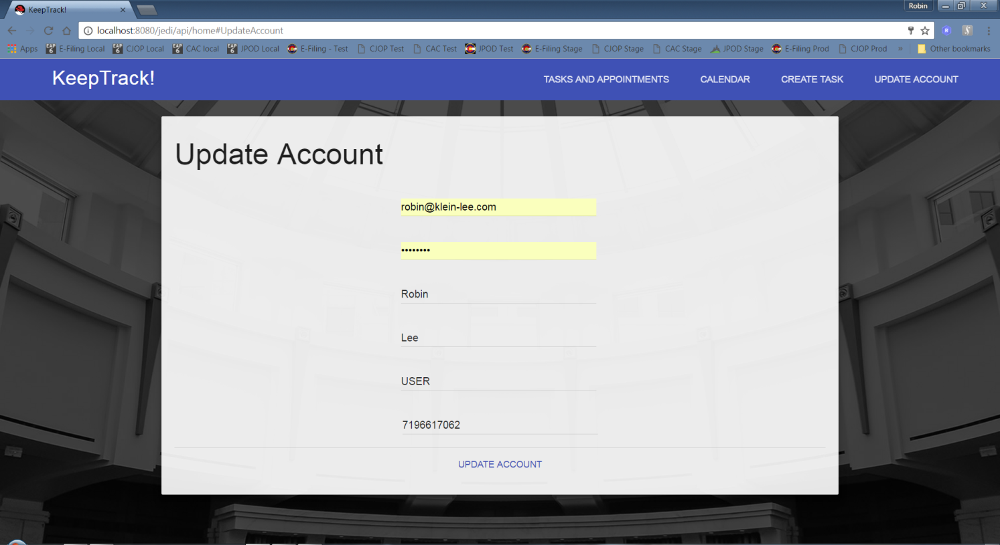 KeepTrack!
Robin
localhost:8080/jedi/api/home#UpdateAccount
Apps E-Filing Local CJOP Local CAC local JPOD Local E-Filing - Test CJOP Test CAC Test JPOD Test E-Filing Stage CJOP Stage CAC Stage JPOD Stage E-Filing Prod CJOP Prod » Other bookmarks
KeepTrack! TASKS AND APPOINTMENTS CALENDAR CREATE TASK UPDATE ACCOUNT
Update Account
robin@klein-lee.com
••••••••
Robin
Lee
USER
7196617062
UPDATE ACCOUNT